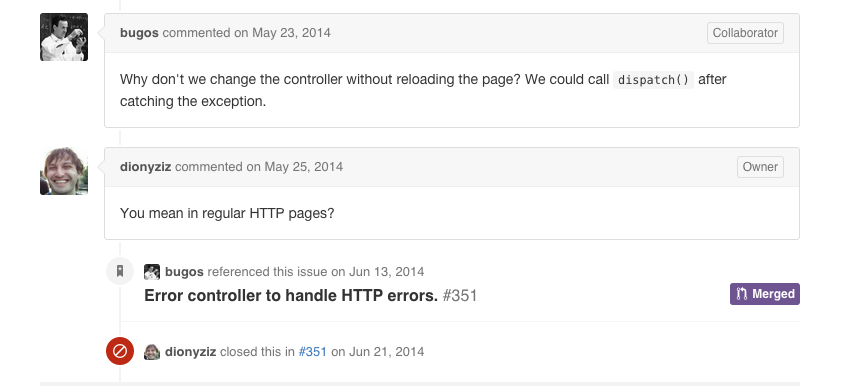 bugos commented on May 23, 2014 Collaborator
Why don't we change the controller without reloading the page? We could call dispatch() after
catching the exception.
dionyziz commented on May 25, 2014 Owner
You mean in regular HTTP pages?
bugos referenced this issue on Jun 13, 2014
Error controller to handle HTTP errors. #351 Merged
dionyziz closed this in #351 on Jun 21, 2014